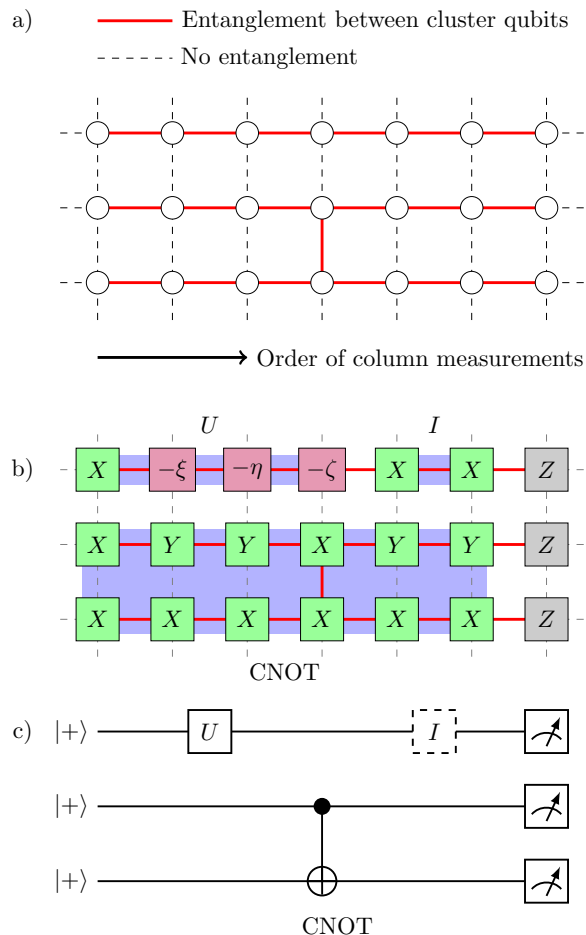 a)
Entanglement between cluster qubits
No entanglement
Order of column measurements
U I
b)
X −ξ −η −ζ X X Z
X Y Y X Y Y Z
X X X X X X Z
CNOT
c)
|+⟩ U I
|+⟩
|+⟩
CNOT